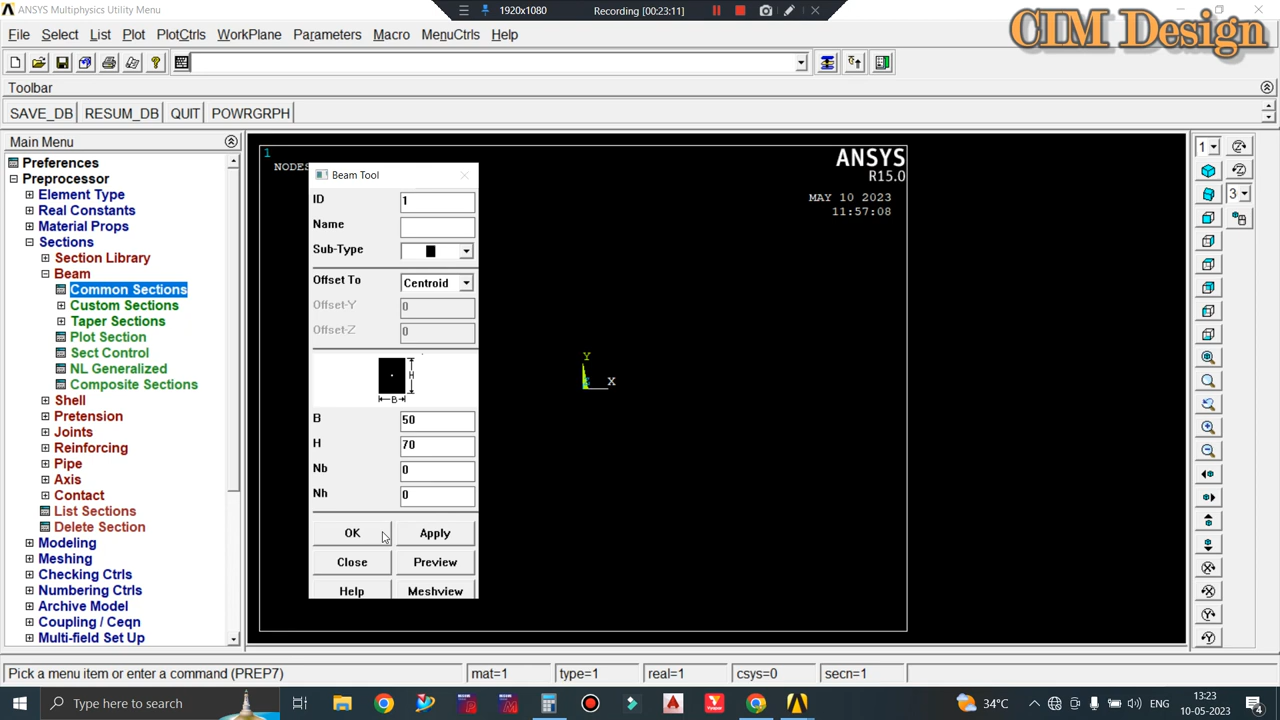 ANSYS Multiphysics Utility Menu
1920x1080
Recording [00:23:11]
CIM Design
File
Select
List
Plot
PlotCtrls
WorkPlane
Parameters
Macro
MenuCtrls
Help
Toolbar
SAVE_DB
RESUM_DB
QUIT
POWRGRPH
Main Menu
Preferences
Preprocessor
Element Type
Real Constants
Material Props
Sections
Section Library
Beam
Common Sections
Custom Sections
Taper Sections
Plot Section
Sect Control
NL Generalized
Composite Sections
Shell
Pretension
Joints
Reinforcing
Pipe
Axis
Contact
List Sections
Delete Section
Modeling
Meshing
Checking Ctrls
Numbering Ctrls
Archive Model
Coupling / Ceqn
Multi-field Set Up
1
NODES
ANSYS
R15.0
MAY 10 2023
11:57:08
Beam Tool
ID 1
Name
Sub-Type
Offset To Centroid
Offset-Y 0
Offset-Z 0
H
B
B 50
H 70
Nb 0
Nh 0
OK Apply
Close Preview
Help Meshview
Y
X
1
3
Pick a menu item or enter a command (PREP7)
mat=1
type=1
real=1
csys=0
secn=1
Type here to search
34°C
ENG
13:23
10-05-2023
4